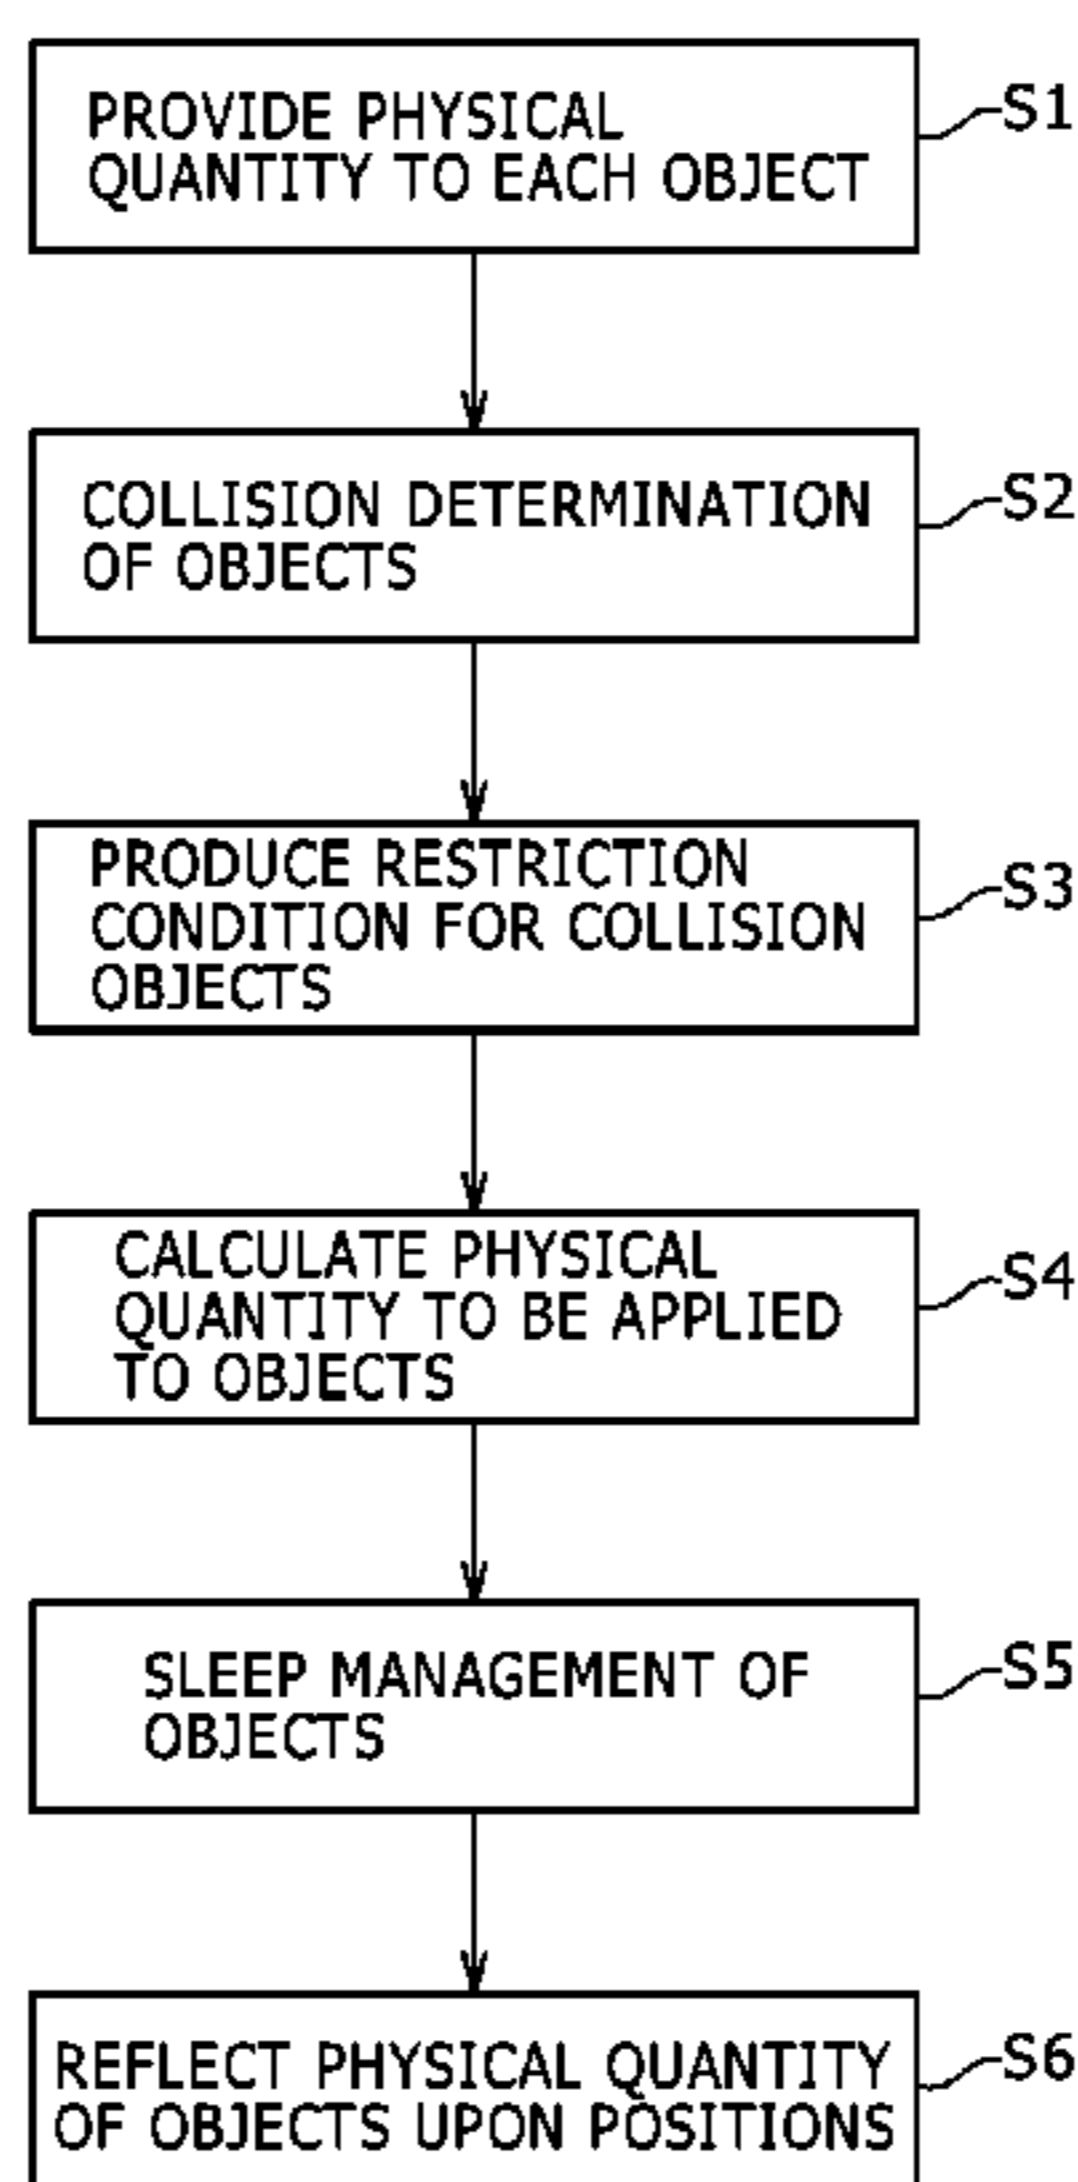 PROVIDE PHYSICAL
QUANTITY TO EACH OBJECT
S1
COLLISION DETERMINATION
OF OBJECTS
S2
PRODUCE RESTRICTION
CONDITION FOR COLLISION
OBJECTS
S3
CALCULATE PHYSICAL
QUANTITY TO BE APPLIED
TO OBJECTS
S4
SLEEP MANAGEMENT OF
OBJECTS
S5
REFLECT PHYSICAL QUANTITY
OF OBJECTS UPON POSITIONS
S6